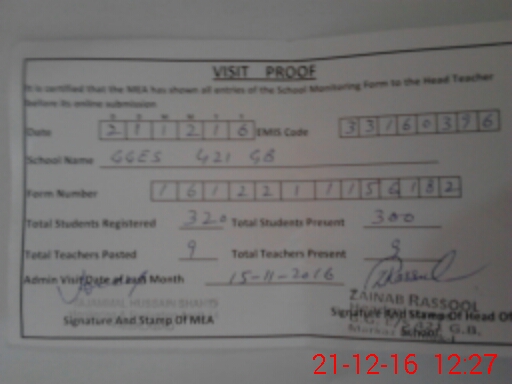 VISIT PROOF
It is certified that the MEA has shown all entries of the School Monitoring Form to the Head Teacher
before its online submission
D D M M Y Y
Date 2 1 1 2 1 6 EMIS Code 3 3 1 6 0 3 9 6
School Name GGES 421 GB
Form Number 1 6 1 2 2 1 1 1 5 6 1 8 2
Total Students Registered 320 Total Students Present 300
Total Teachers Posted 9 Total Teachers Present 9
Admin Visit Date of Last Month 15-11-2016
ZAINAB RASSOOL
Signature And Stamp Of MEA Signature And Stamp Of Head Of
421 G.B.
School
21-12-16 12:27